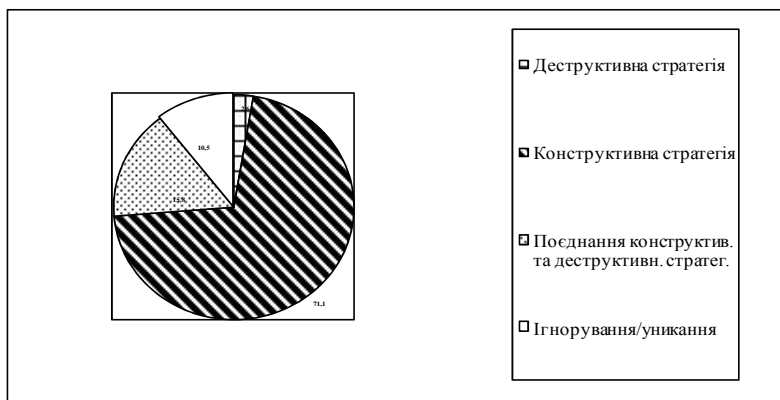 10,5
15,8
71,1
Деструктивна стратегія
Конструктивна стратегія
Поєднання конструктив.
та деструктивн. стратег.
Ігнорування/уникання